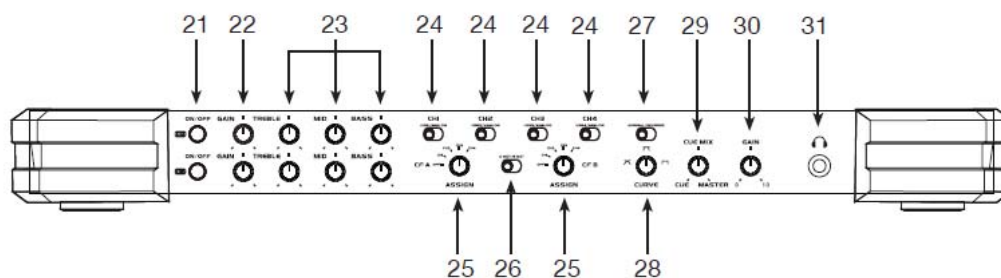 21 22 23 24 24 24 24 27 29 30 31
ON/OFF GAIN TREBLE MID BASS CH1 CH2 CH3 CH4 CUE MIX GAIN
ON/OFF GAIN TREBLE MID BASS CF A CF B
ASSIGN ASSIGN CURVE CUE MASTER 0 10
25 26 25 28